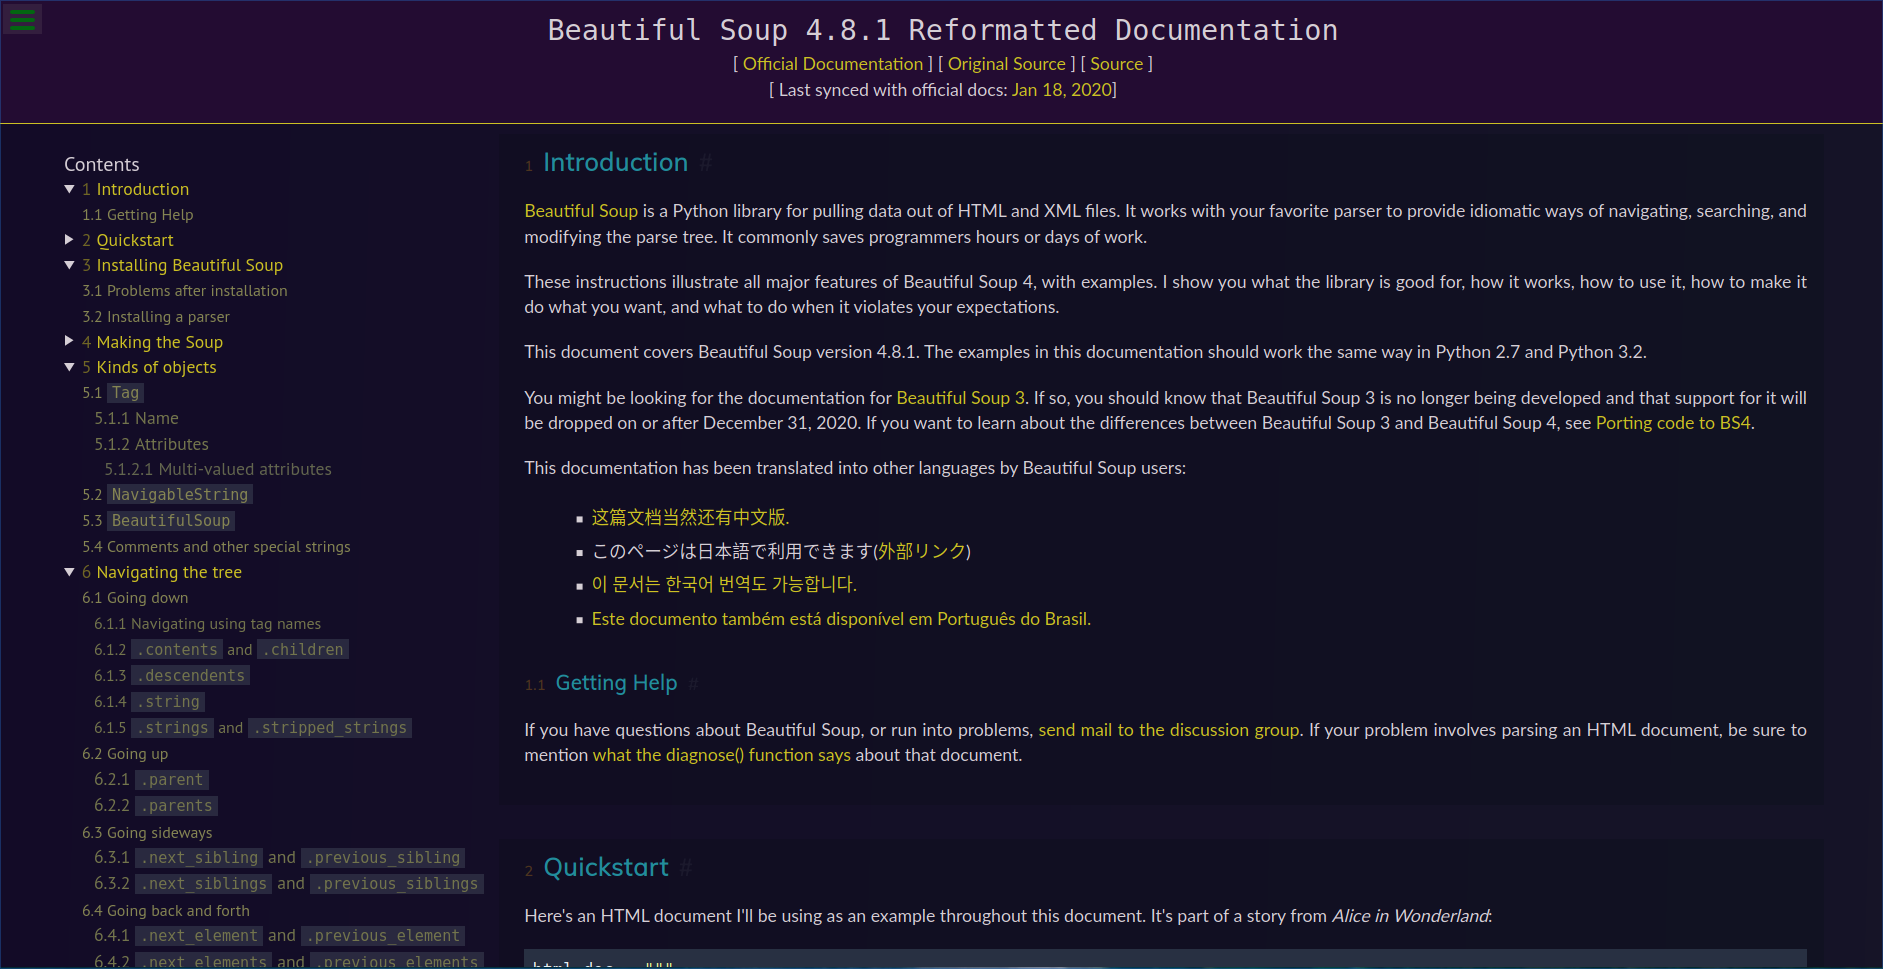 Beautiful Soup 4.8.1 Reformatted Documentation
[ Official Documentation ] [ Original Source ] [ Source ]
[ Last synced with official docs: Jan 18, 2020]
Contents
▼ 1 Introduction
1.1 Getting Help
▶ 2 Quickstart
▼ 3 Installing Beautiful Soup
3.1 Problems after installation
3.2 Installing a parser
▶ 4 Making the Soup
▼ 5 Kinds of objects
5.1 Tag
5.1.1 Name
5.1.2 Attributes
5.1.2.1 Multi-valued attributes
5.2 NavigableString
5.3 BeautifulSoup
5.4 Comments and other special strings
▼ 6 Navigating the tree
6.1 Going down
6.1.1 Navigating using tag names
6.1.2 .contents and .children
6.1.3 .descendents
6.1.4 .string
6.1.5 .strings and .stripped_strings
6.2 Going up
6.2.1 .parent
6.2.2 .parents
6.3 Going sideways
6.3.1 .next_sibling and .previous_sibling
6.3.2 .next_siblings and .previous_siblings
6.4 Going back and forth
6.4.1 .next_element and .previous_element
6.4.2 .next_elements and .previous_elements
1 Introduction #
Beautiful Soup is a Python library for pulling data out of HTML and XML files. It works with your favorite parser to provide idiomatic ways of navigating, searching, and
modifying the parse tree. It commonly saves programmers hours or days of work.
These instructions illustrate all major features of Beautiful Soup 4, with examples. I show you what the library is good for, how it works, how to use it, how to make it
do what you want, and what to do when it violates your expectations.
This document covers Beautiful Soup version 4.8.1. The examples in this documentation should work the same way in Python 2.7 and Python 3.2.
You might be looking for the documentation for Beautiful Soup 3. If so, you should know that Beautiful Soup 3 is no longer being developed and that support for it will
be dropped on or after December 31, 2020. If you want to learn about the differences between Beautiful Soup 3 and Beautiful Soup 4, see Porting code to BS4.
This documentation has been translated into other languages by Beautiful Soup users:
▪ 这篇文档当然还有中文版.
▪ このページは日本語で利用できます(外部リンク)
▪ 이 문서는 한국어 번역도 가능합니다.
▪ Este documento também está disponível em Português do Brasil.
1.1 Getting Help #
If you have questions about Beautiful Soup, or run into problems, send mail to the discussion group. If your problem involves parsing an HTML document, be sure to
mention what the diagnose() function says about that document.
2 Quickstart #
Here's an HTML document I'll be using as an example throughout this document. It's part of a story from Alice in Wonderland: